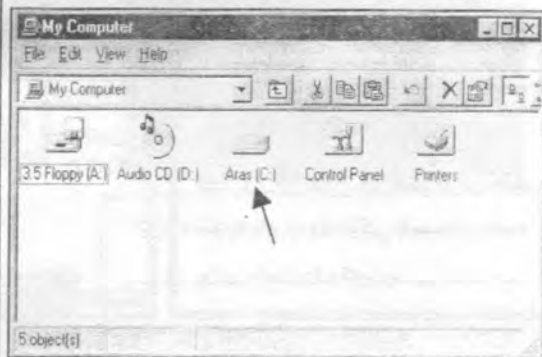 My Computer
File Edit View Help
My Computer
3.5 Floppy (A:) Audio CD (D:) Aras (C:) Control Panel Printers
5 object(s)